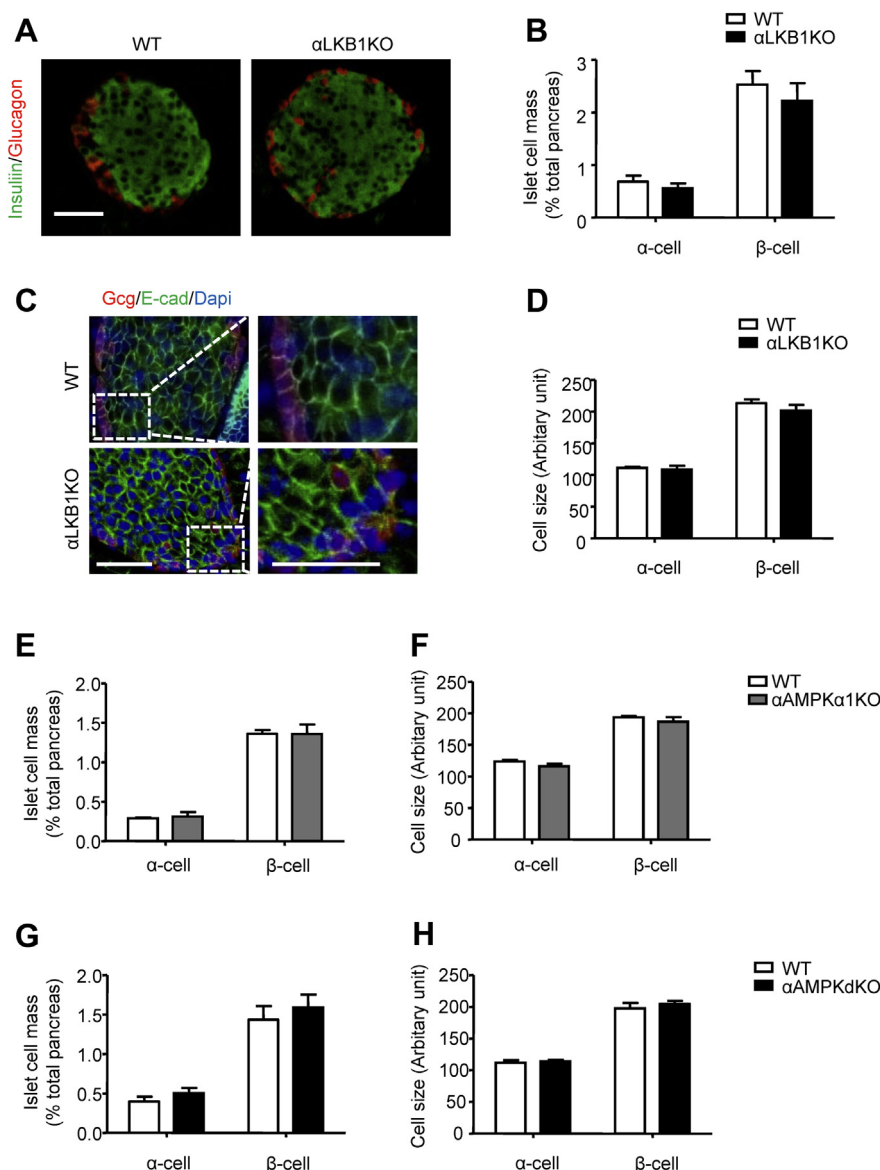 A
WT
αLKB1KO
Insuliin/Glucagon
B
WT
αLKB1KO
Islet cell mass
(% total pancreas)
3
2
1
0
α-cell
β-cell
C
Gcg/E-cad/Dapi
WT
αLKB1KO
D
WT
αLKB1KO
Cell size (Arbitary unit)
250
200
150
100
50
0
α-cell
β-cell
E
Islet cell mass
(% total pancreas)
2.0
1.5
1.0
0.5
0.0
α-cell
β-cell
F
Cell size (Arbitary unit)
250
200
150
100
50
0
α-cell
β-cell
WT
αAMPKα1KO
G
Islet cell mass
(% total pancreas)
2.0
1.5
1.0
0.5
0.0
α-cell
β-cell
H
Cell size (Arbitary unit)
250
200
150
100
50
0
α-cell
β-cell
WT
αAMPKdKO